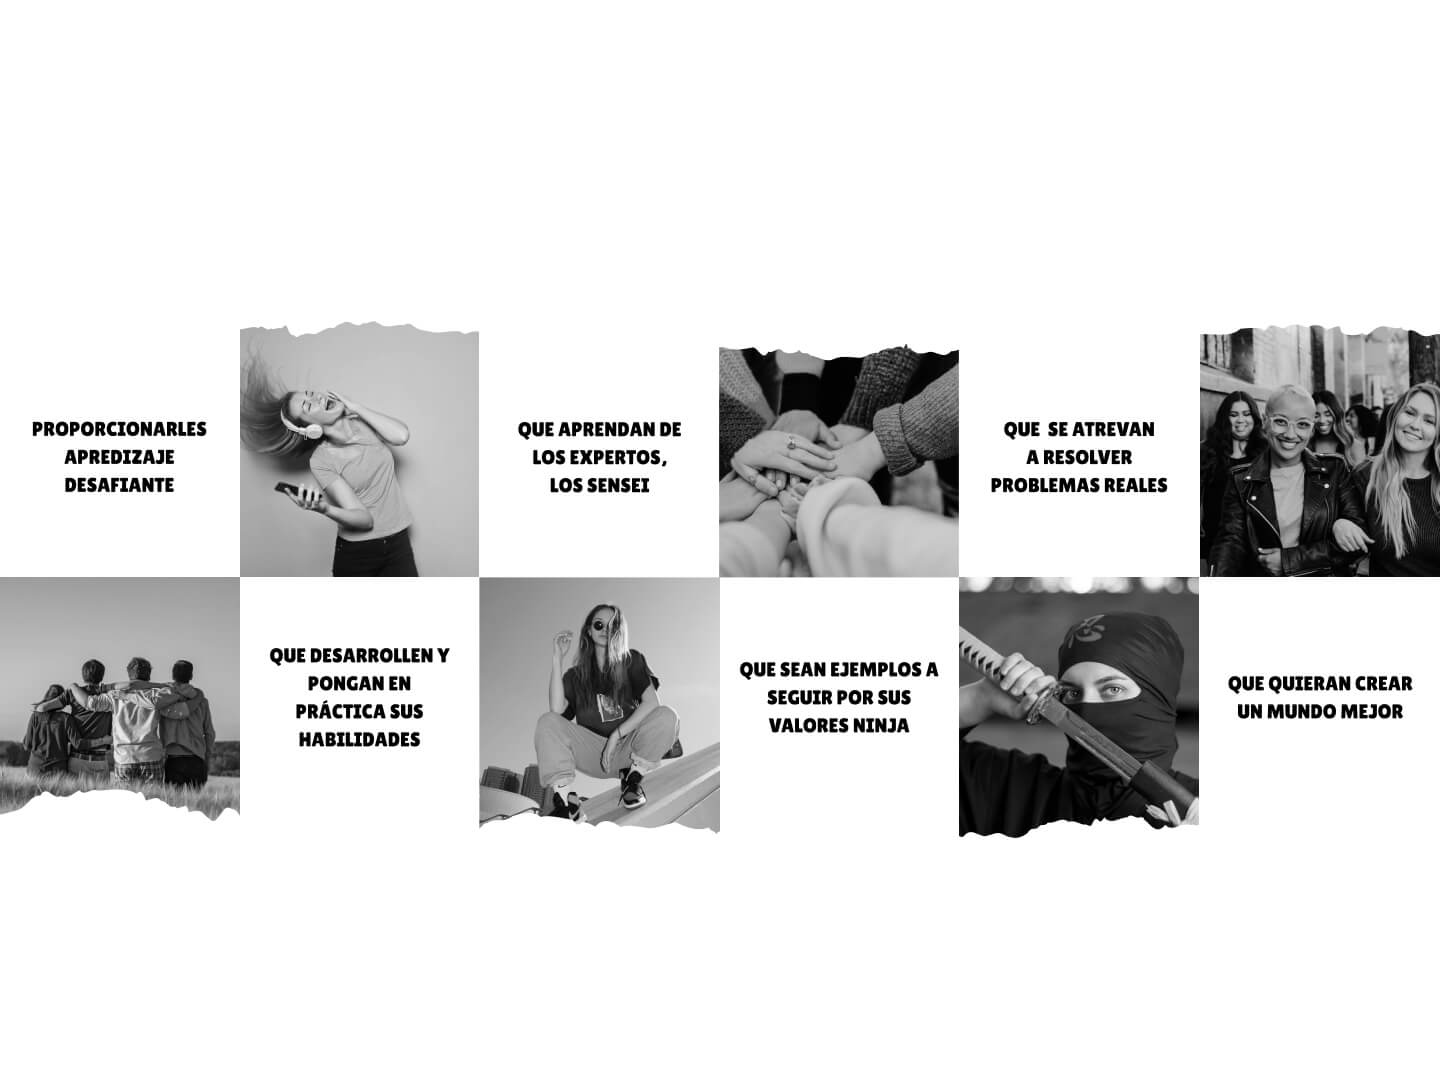 PROPORCIONARLES
APREDIZAJE
DESAFIANTE
QUE DESARROLLEN Y
PONGAN EN
PRÁCTICA SUS
HABILIDADES
QUE APRENDAN DE
LOS EXPERTOS,
LOS SENSEI
QUE SEAN EJEMPLOS A
SEGUIR POR SUS
VALORES NINJA
QUE SE ATREVAN
A RESOLVER
PROBLEMAS REALES
QUE QUIERAN CREAR
UN MUNDO MEJOR